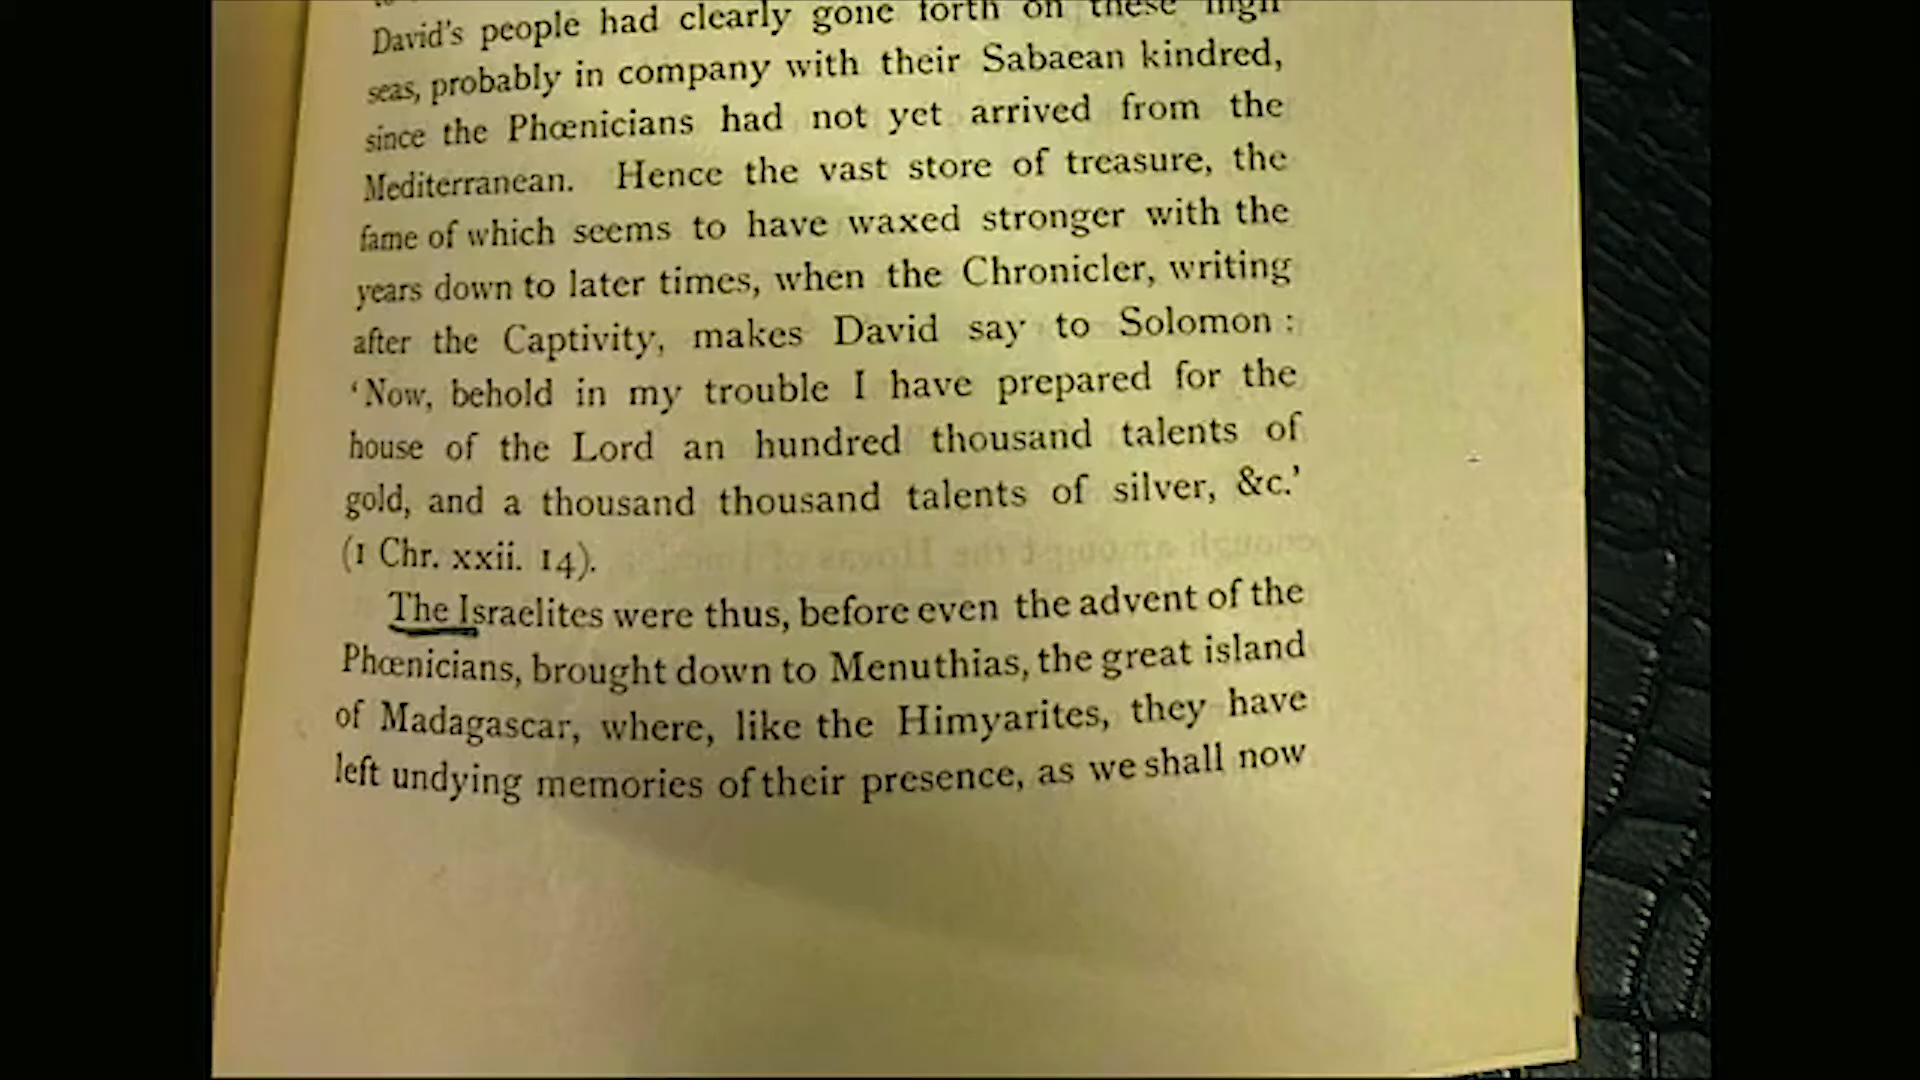 David's people had clearly gone forth on these high
seas, probably in company with their Sabaean kindred,
since the Phœnicians had not yet arrived from the
Mediterranean. Hence the vast store of treasure, the
fame of which seems to have waxed stronger with the
years down to later times, when the Chronicler, writing
after the Captivity, makes David say to Solomon :
‘Now, behold in my trouble I have prepared for the
house of the Lord an hundred thousand talents of
gold, and a thousand thousand talents of silver, &c.’
(1 Chr. xxii. 14).
The Israelites were thus, before even the advent of the
Phœnicians, brought down to Menuthias, the great island
of Madagascar, where, like the Himyarites, they have
left undying memories of their presence, as we shall now